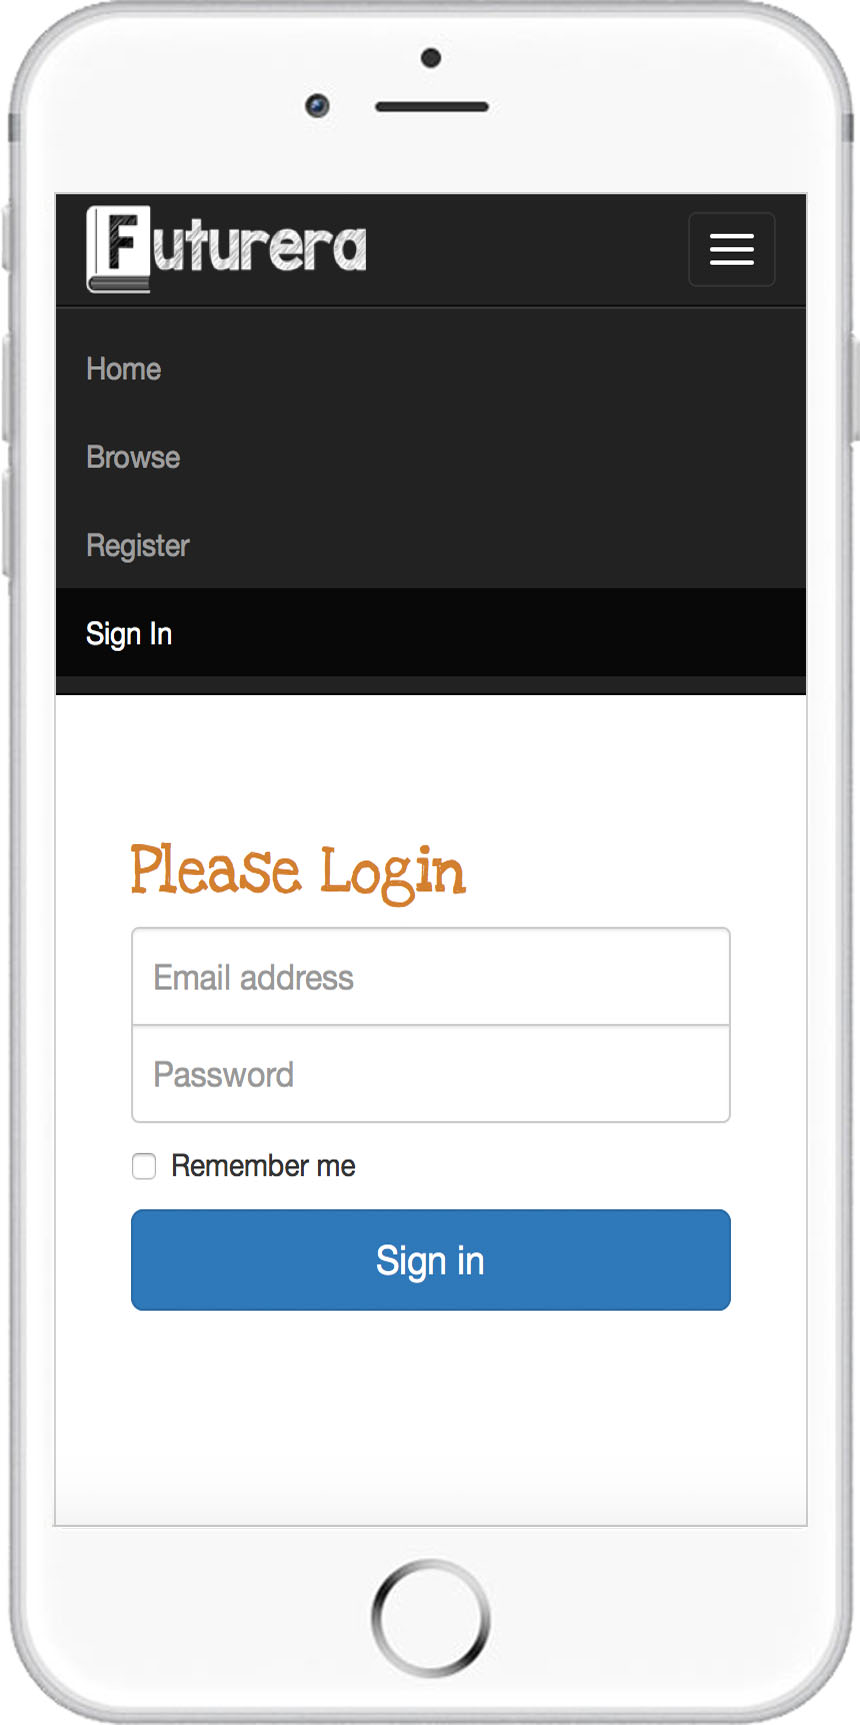 Futurera
Home
Browse
Register
Sign In
Please Login
Email address
Password
Remember me
Sign in